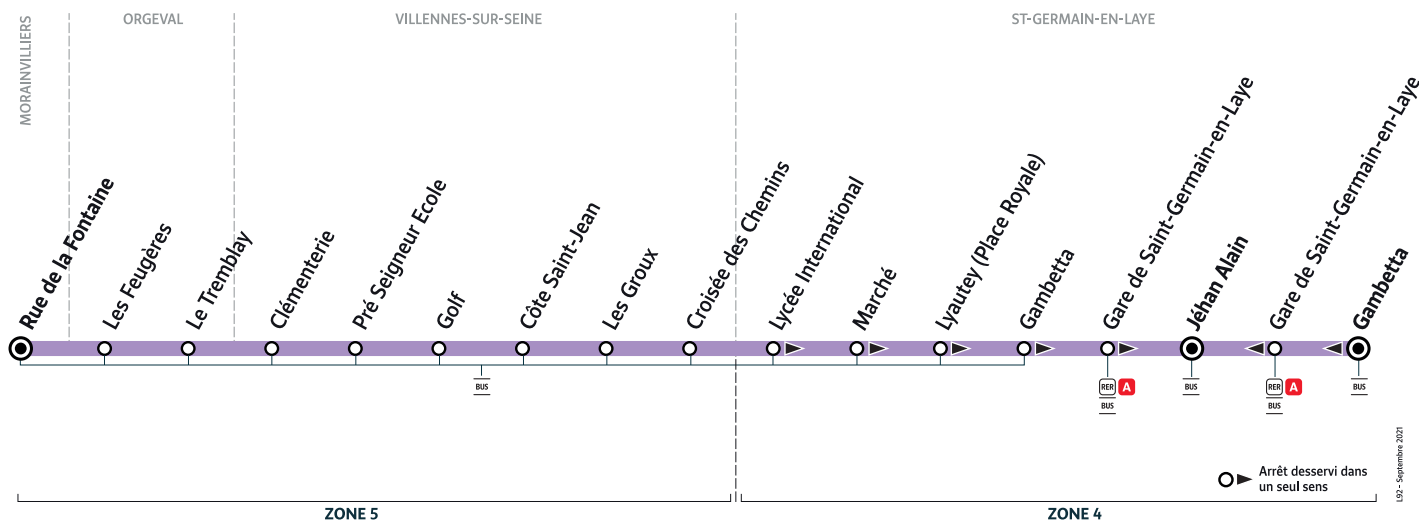 MORAINVILLIERS
ORGEVAL
VILLENNES-SUR-SEINE
ST-GERMAIN-EN-LAYE
Rue de la Fontaine
Les Feugères
Le Tremblay
Clémenterie
Pré Seigneur Ecole
Golf
Côte Saint-Jean
Les Groux
Croisée des Chemins
Lycée International
Marché
Lyautey (Place Royale)
Gambetta
Gare de Saint-Germain-en-Laye
Jéhan Alain
Gare de Saint-Germain-en-Laye
Gambetta
BUS
RER A
BUS
BUS
RER A
BUS
BUS
Arrêt desservi dans
un seul sens
L92 - Septembre 2021
ZONE 5
ZONE 4